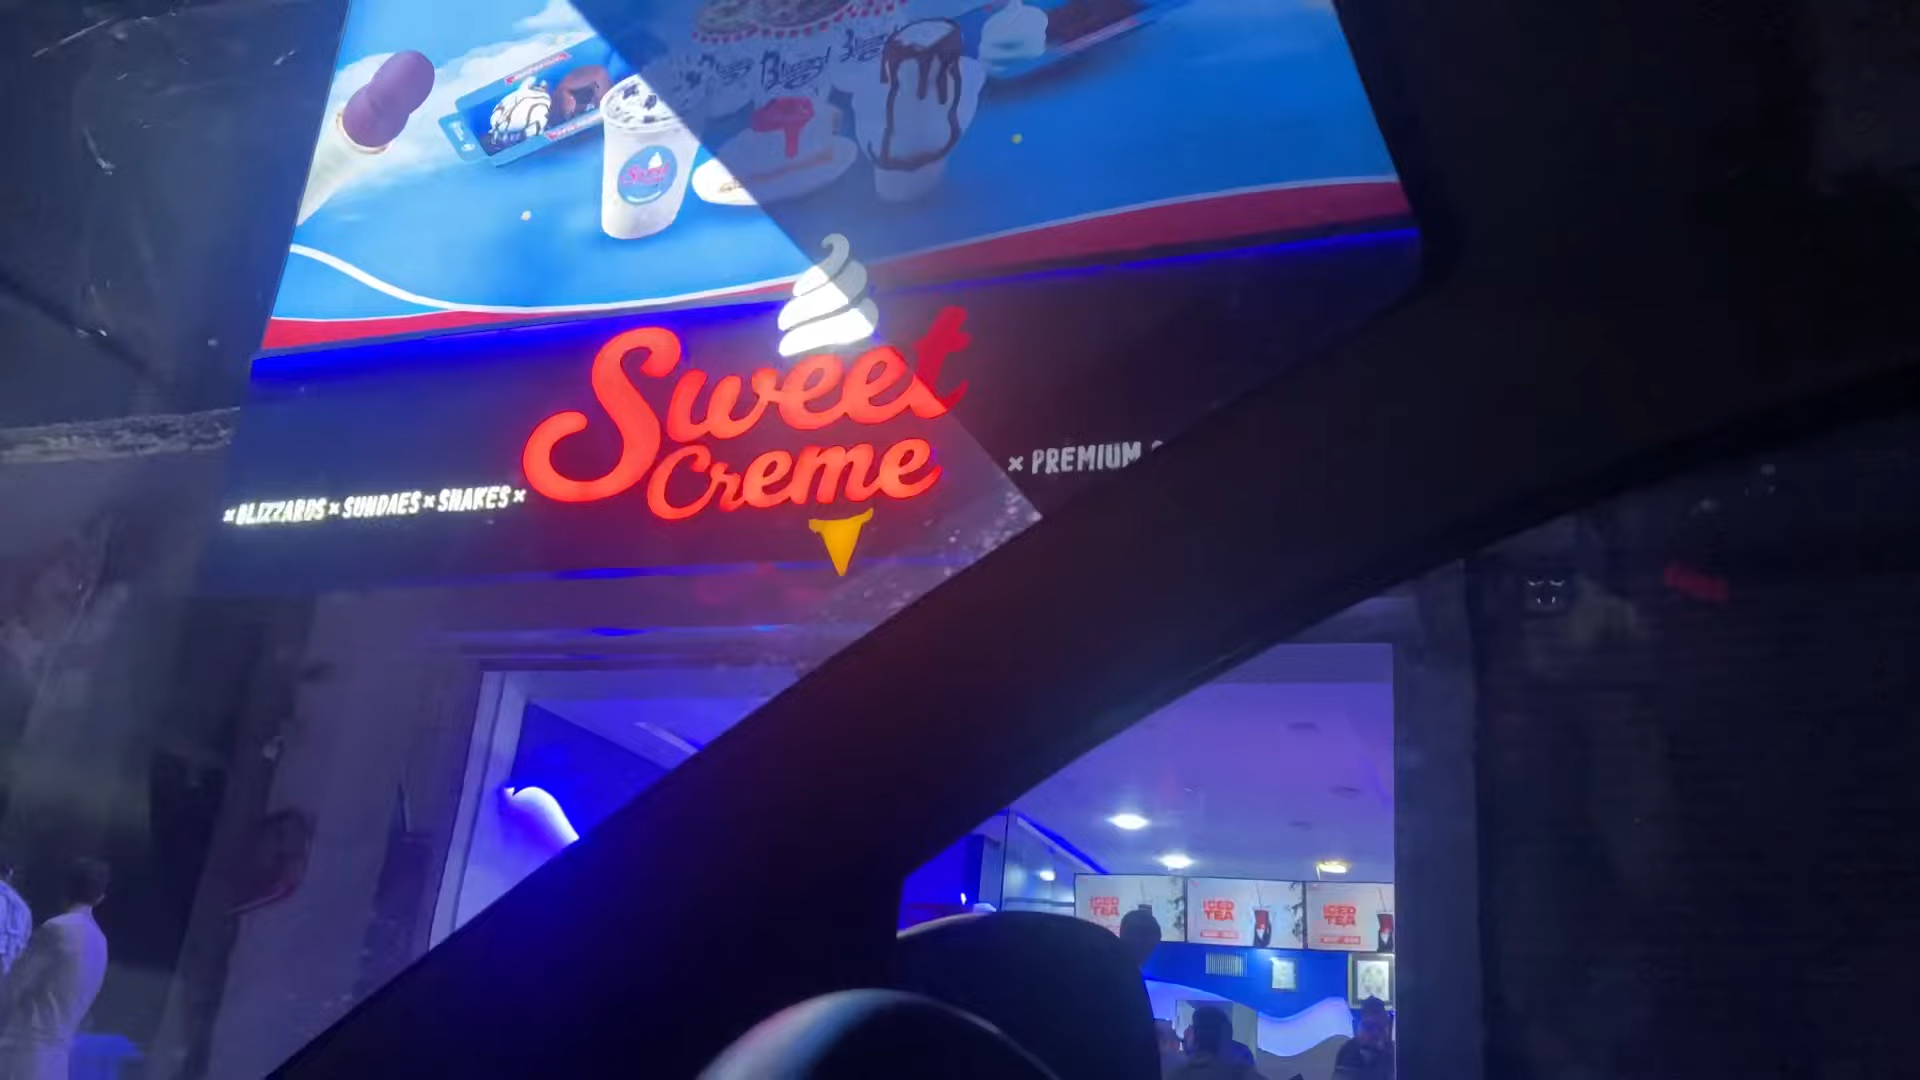 Sweet
Creme
×BLIZZARDS×SUNDAES×SHAKES×
× PREMIUM
ICED
TEA
ICED
TEA
ICED
TEA